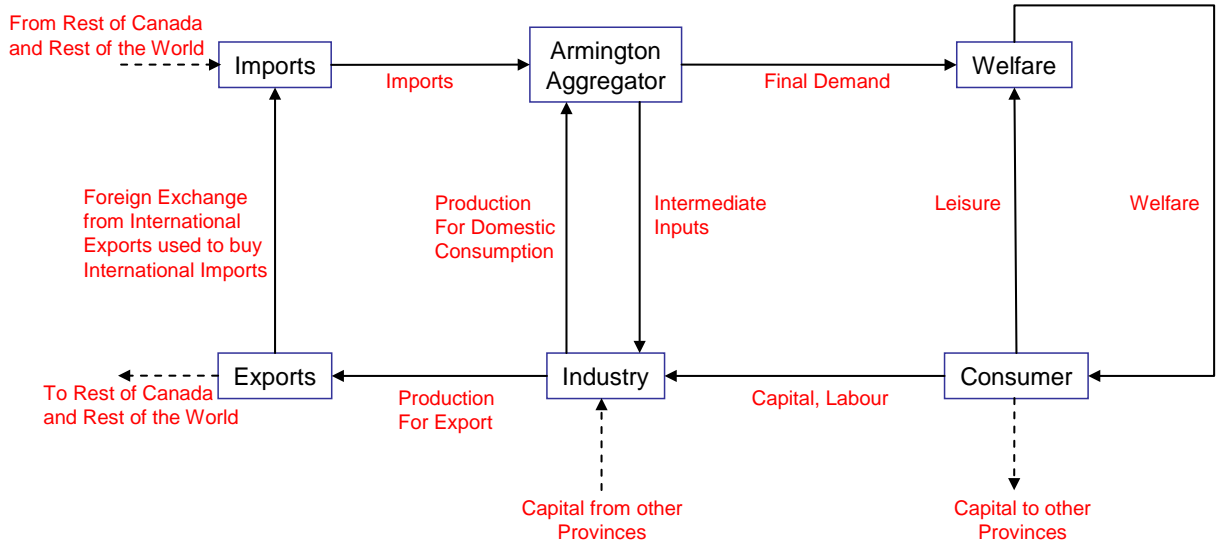 From Rest of Canada
and Rest of the World
Imports
Imports
Armington
Aggregator
Final Demand
Welfare
Foreign Exchange
from International
Exports used to buy
International Imports
Production
For Domestic
Consumption
Intermediate
Inputs
Leisure
Welfare
To Rest of Canada
and Rest of the World
Exports
Production
For Export
Industry
Capital, Labour
Consumer
Capital from other
Provinces
Capital to other
Provinces